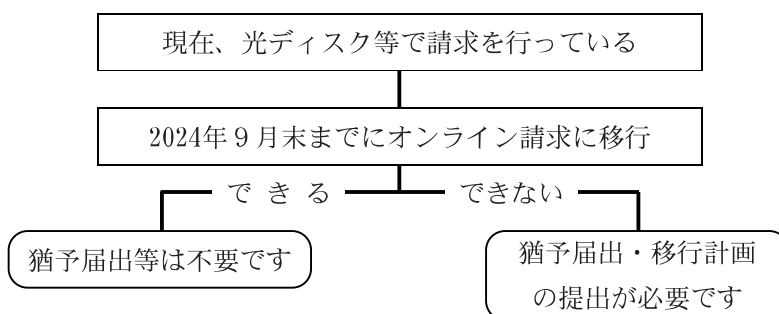 現在、光ディスク等で請求を行っている
2024年９月末までにオンライン請求に移行
で き る
できない
猶予届出等は不要です
猶予届出・移行計画
の提出が必要です